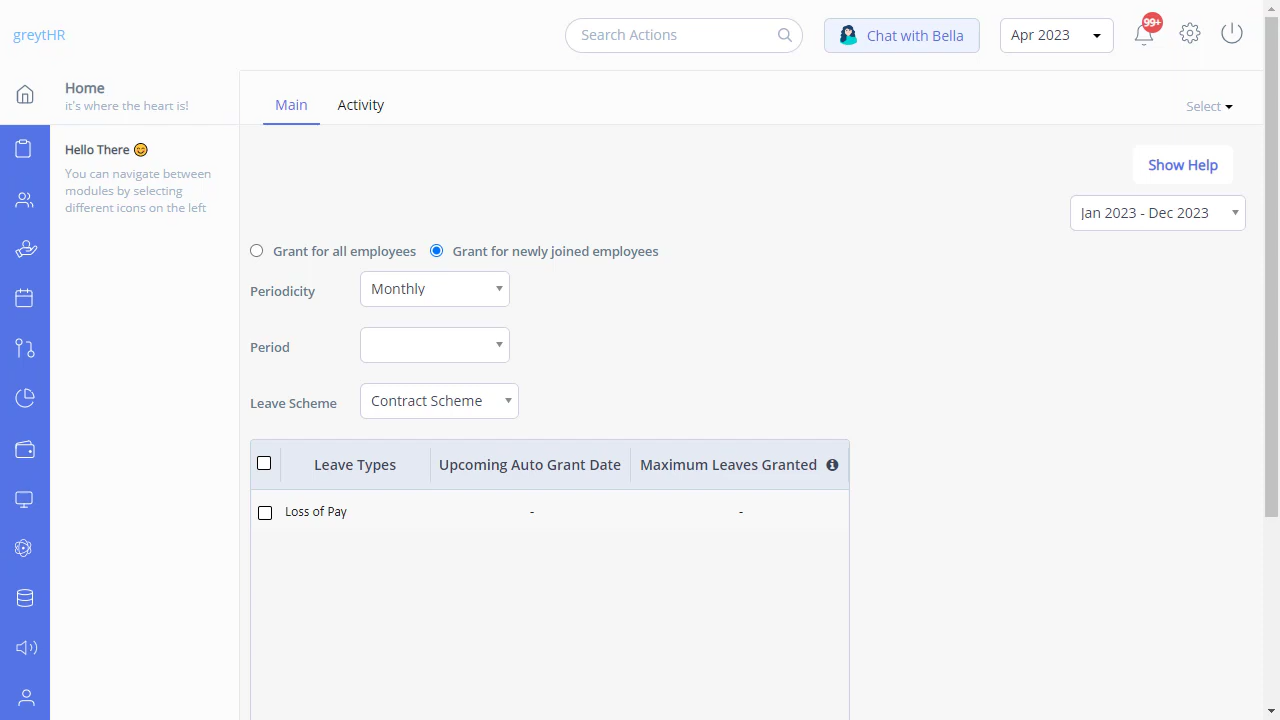 greytHR
Search Actions
Chat with Bella
Apr 2023
99+
Home
it's where the heart is!
Main
Activity
Select
Hello There
You can navigate between
modules by selecting
different icons on the left
Show Help
Jan 2023 - Dec 2023
Grant for all employees
Grant for newly joined employees
Periodicity
Monthly
Period
Leave Scheme
Contract Scheme
Leave Types
Upcoming Auto Grant Date
Maximum Leaves Granted
Loss of Pay
-
-